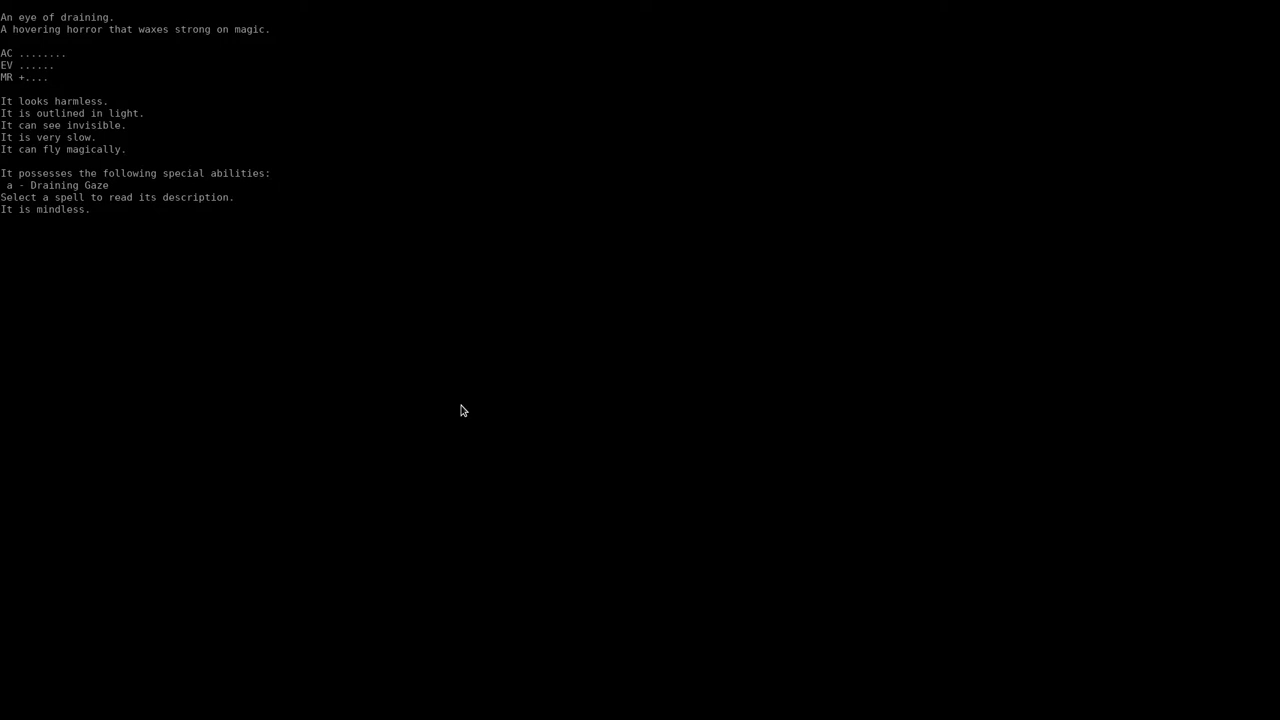 An eye of draining.
A hovering horror that waxes strong on magic.
AC ........
EV ......
MR +....
It looks harmless.
It is outlined in light.
It can see invisible.
It is very slow.
It can fly magically.
It possesses the following special abilities:
a - Draining Gaze
Select a spell to read its description.
It is mindless.